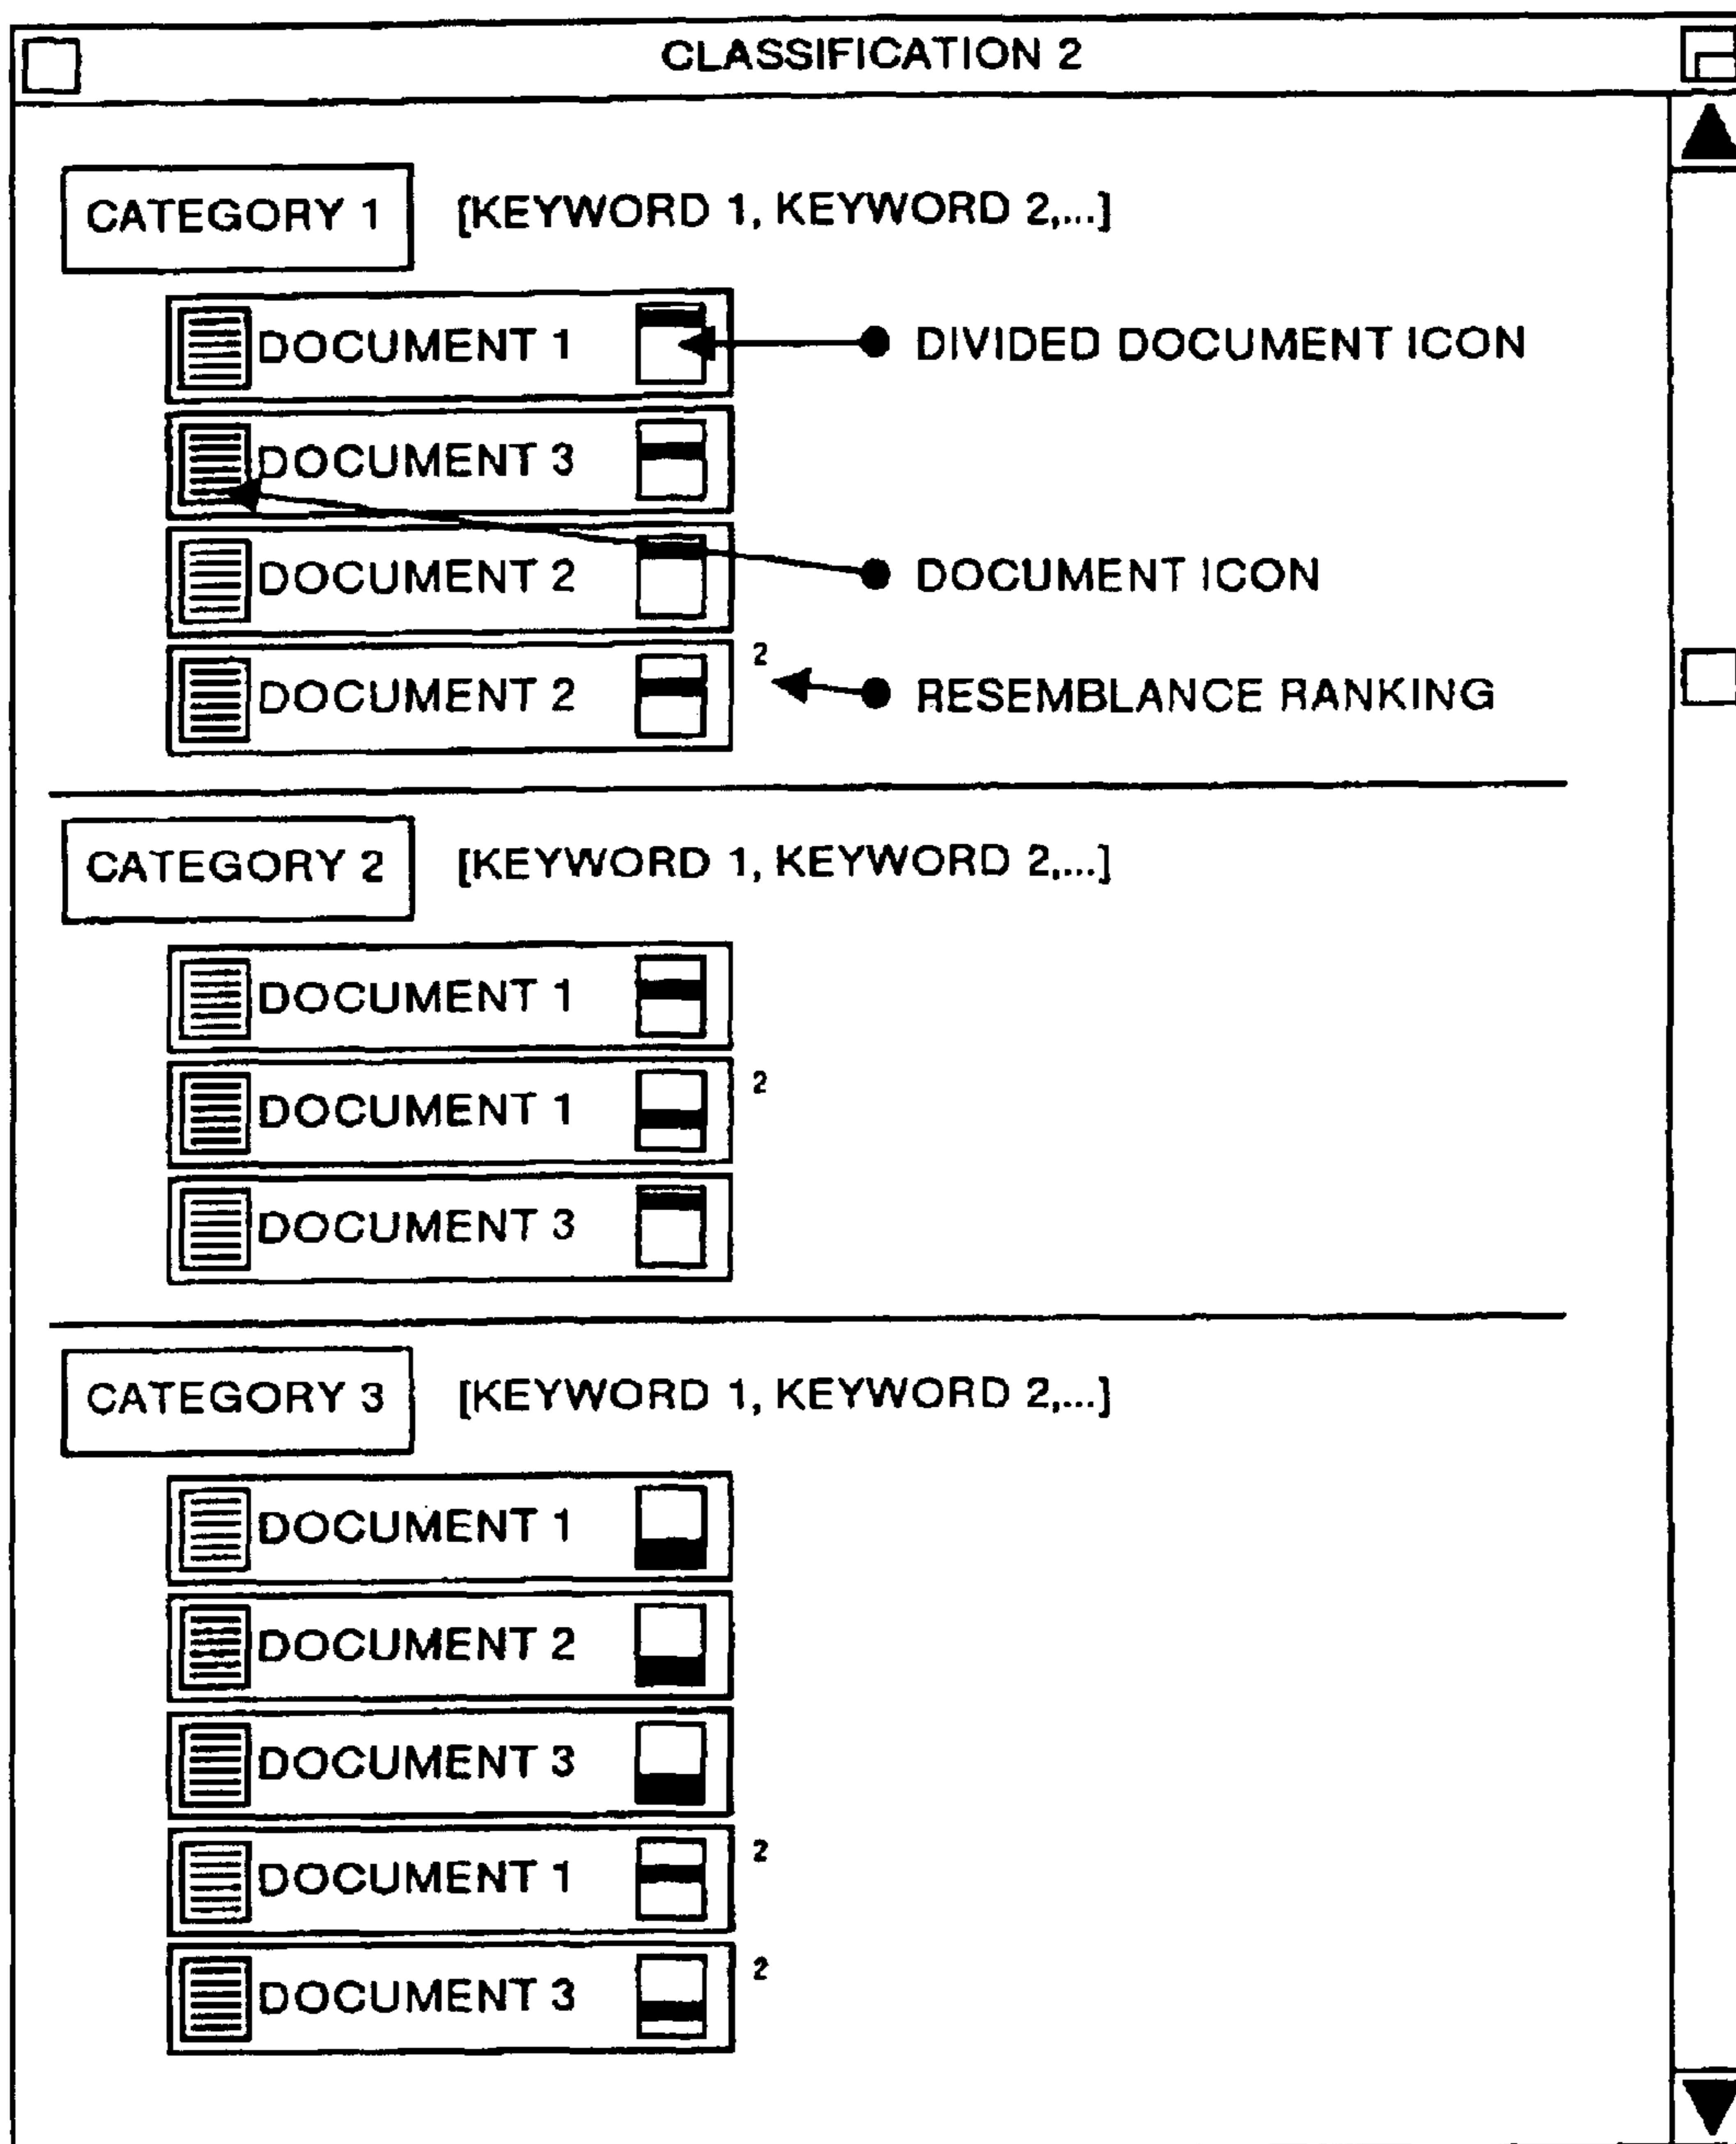 CLASSIFICATION 2
CATEGORY 1 [KEYWORD 1, KEYWORD 2,...]
DOCUMENT 1 DIVIDED DOCUMENT ICON
DOCUMENT 3
DOCUMENT 2 DOCUMENT ICON
2
DOCUMENT 2 RESEMBLANCE RANKING
CATEGORY 2 [KEYWORD 1, KEYWORD 2,...]
DOCUMENT 1
DOCUMENT 1 2
DOCUMENT 3
CATEGORY 3 [KEYWORD 1, KEYWORD 2,...]
DOCUMENT 1
DOCUMENT 2
DOCUMENT 3
DOCUMENT 1 2
DOCUMENT 3 2